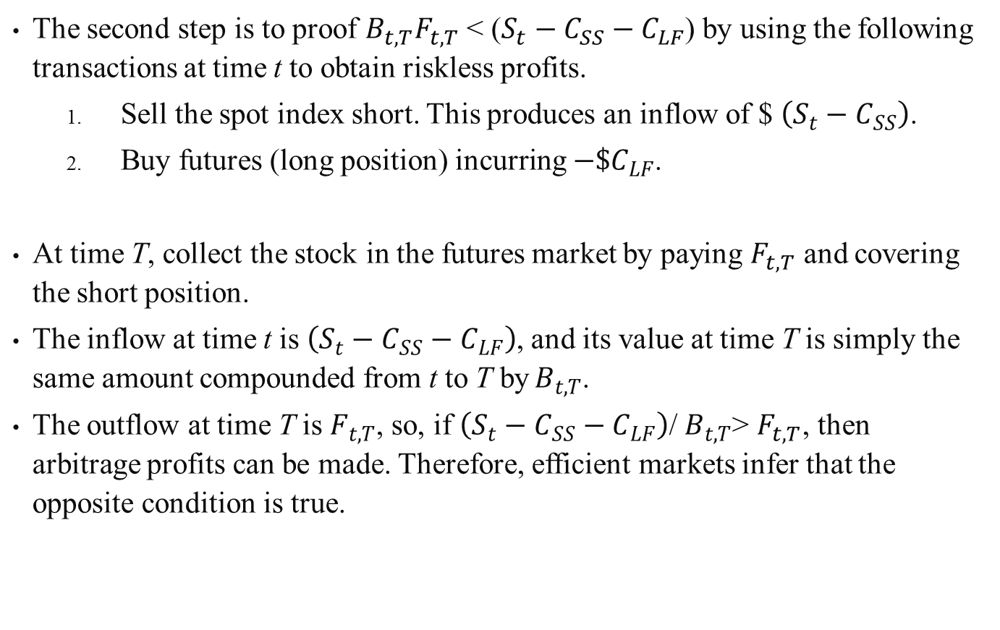 • The second step is to proof B_{t,T}F_{t,T} < (S_t − C_{SS} − C_{LF}) by using the following
transactions at time t to obtain riskless profits.
1. Sell the spot index short. This produces an inflow of $ (S_t − C_{SS}).
2. Buy futures (long position) incurring −$C_{LF}.
• At time T, collect the stock in the futures market by paying F_{t,T} and covering
the short position.
• The inflow at time t is (S_t − C_{SS} − C_{LF}), and its value at time T is simply the
same amount compounded from t to T by B_{t,T}.
• The outflow at time T is F_{t,T}, so, if (S_t − C_{SS} − C_{LF})/ B_{t,T}> F_{t,T}, then
arbitrage profits can be made. Therefore, efficient markets infer that the
opposite condition is true.